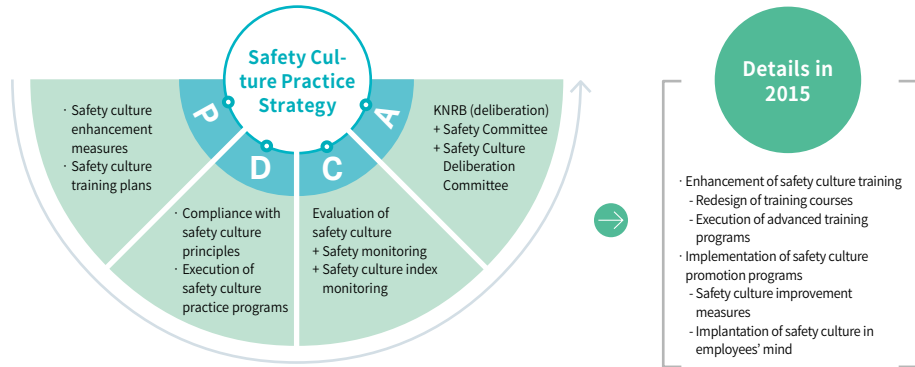 Safety Cul-
ture Practice
Strategy
P
D
C
A
· Safety culture
enhancement
measures
· Safety culture
training plans
· Compliance with
safety culture
principles
· Execution of
safety culture
practice programs
Evaluation of
safety culture
+ Safety monitoring
+ Safety culture index
monitoring
KNRB (deliberation)
+ Safety Committee
+ Safety Culture
Deliberation
Committee
Details in
2015
· Enhancement of safety culture training
- Redesign of training courses
- Execution of advanced training
programs
· Implementation of safety culture
promotion programs
- Safety culture improvement
measures
- Implantation of safety culture in
employees’ mind